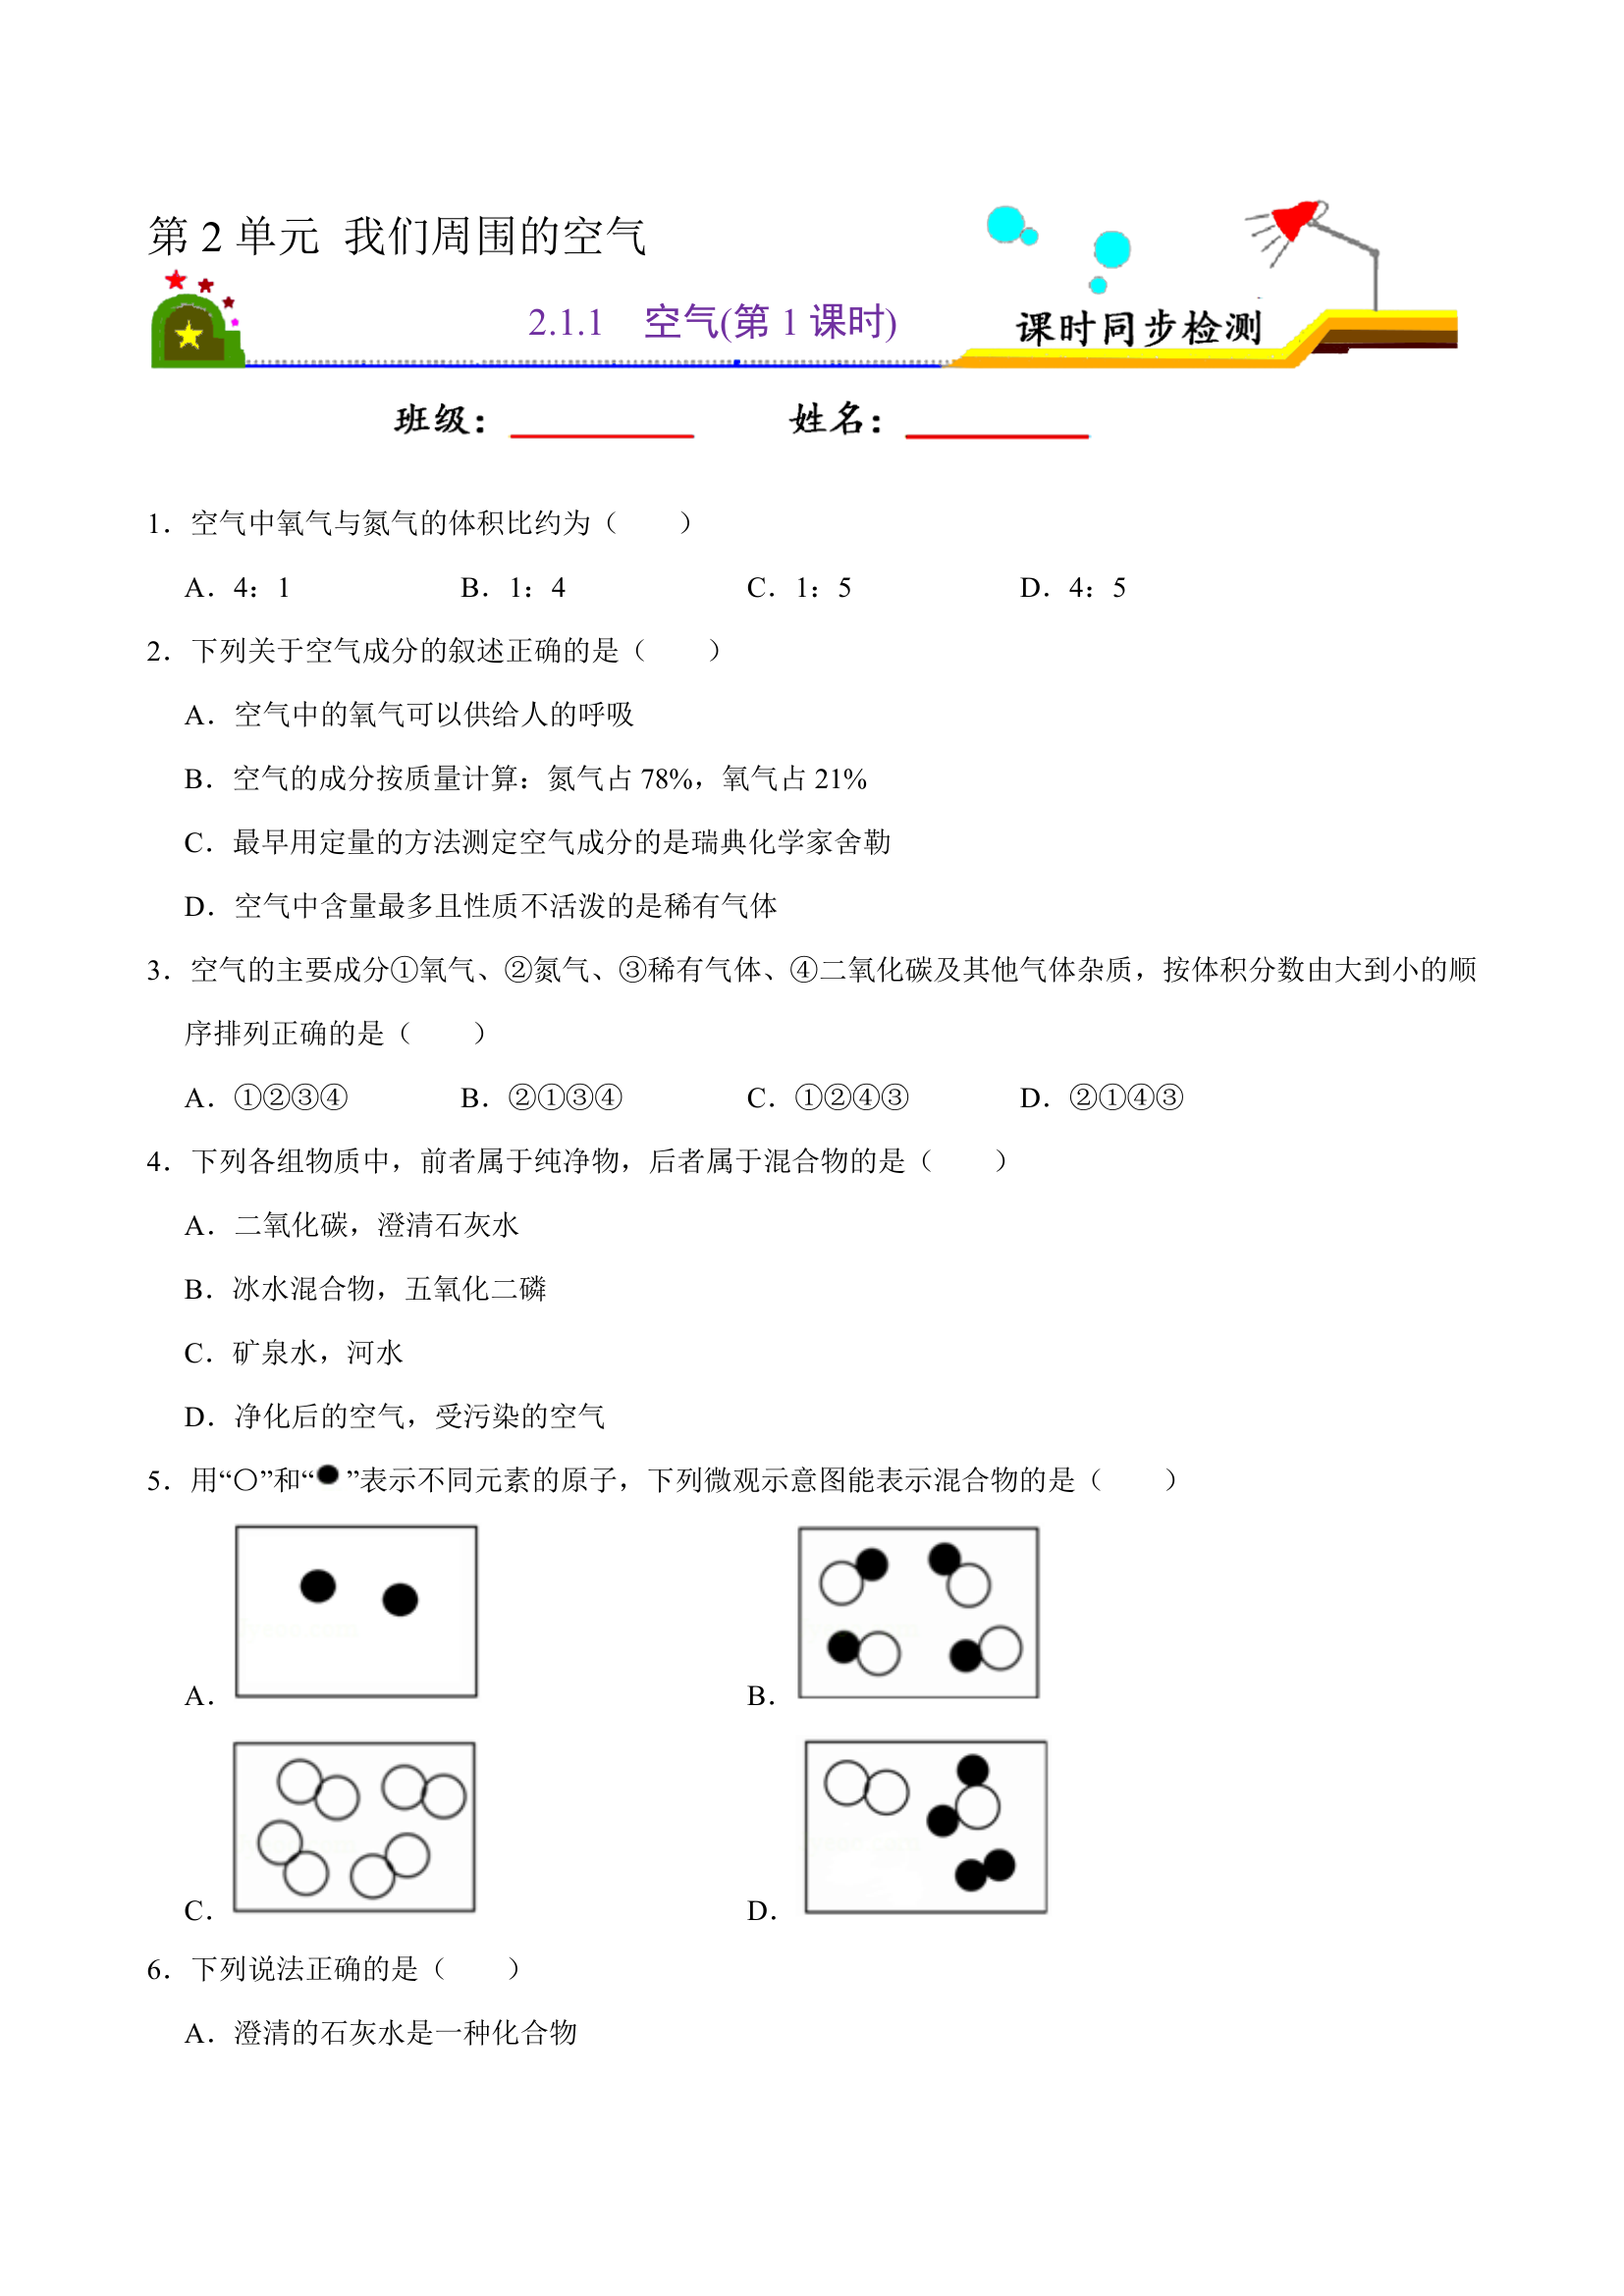 第 2 单元 我们周围的空气
2.1.1 空气(第 1 课时)
课时同步检测
班级： 姓名：
1．空气中氧气与氮气的体积比约为（  ）
A．4：1 B．1：4 C．1：5 D．4：5
2．下列关于空气成分的叙述正确的是（  ）
A．空气中的氧气可以供给人的呼吸
B．空气的成分按质量计算：氮气占 78%，氧气占 21%
C．最早用定量的方法测定空气成分的是瑞典化学家舍勒
D．空气中含量最多且性质不活泼的是稀有气体
3．空气的主要成分①氧气、②氮气、③稀有气体、④二氧化碳及其他气体杂质，按体积分数由大到小的顺
序排列正确的是（  ）
A．①②③④ B．②①③④ C．①②④③ D．②①④③
4．下列各组物质中，前者属于纯净物，后者属于混合物的是（  ）
A．二氧化碳，澄清石灰水
B．冰水混合物，五氧化二磷
C．矿泉水，河水
D．净化后的空气，受污染的空气
5．用“〇”和“●”表示不同元素的原子，下列微观示意图能表示混合物的是（  ）
A． B．
C． D．
6．下列说法正确的是（  ）
A．澄清的石灰水是一种化合物